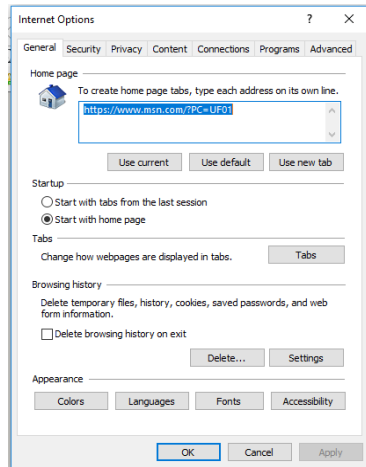 Internet Options ? X
General Security Privacy Content Connections Programs Advanced
Home page
To create home page tabs, type each address on its own line.
https://www.msn.com/?PC=UF01
Use current Use default Use new tab
Startup
Start with tabs from the last session
Start with home page
Tabs
Change how webpages are displayed in tabs. Tabs
Browsing history
Delete temporary files, history, cookies, saved passwords, and web
form information.
Delete browsing history on exit
Delete... Settings
Appearance
Colors Languages Fonts Accessibility
OK Cancel Apply